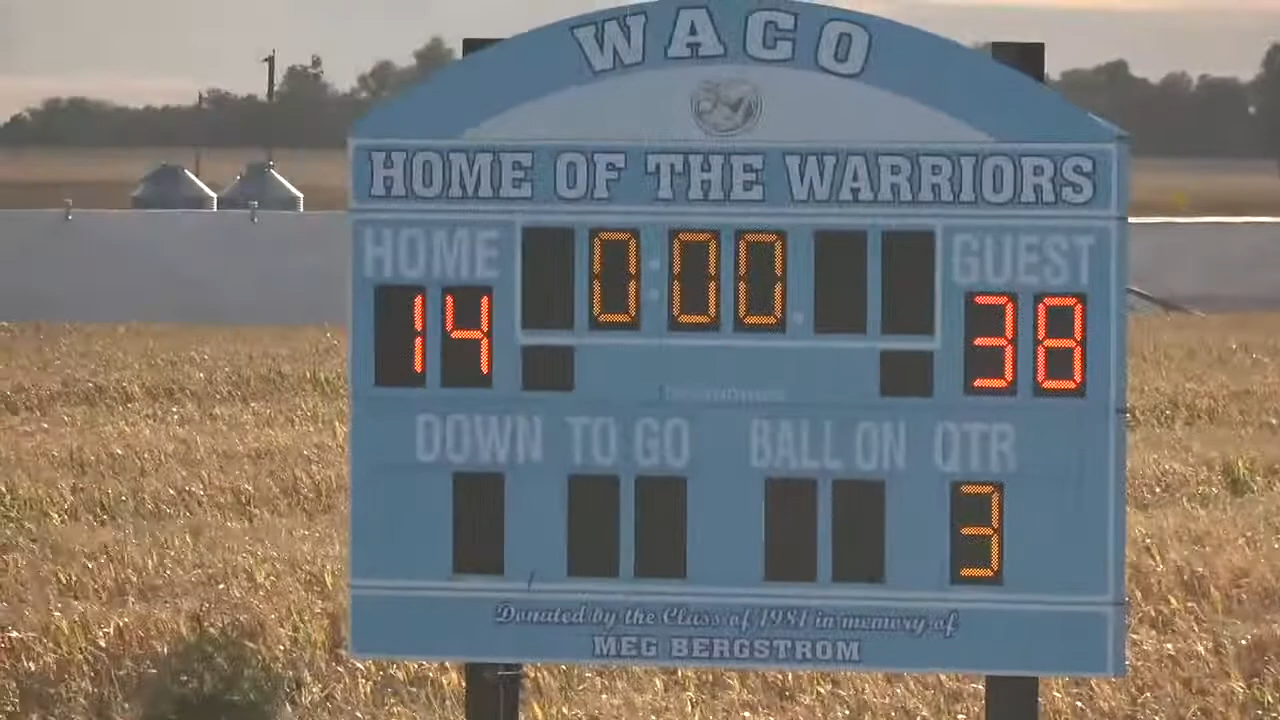 WACO
HOME OF THE WARRIORS
HOME 0:00 GUEST
14 38
DOWN TO GO BALL ON QTR
3
Donated by the Class of 1981 in memory of
MEG BERGSTROM